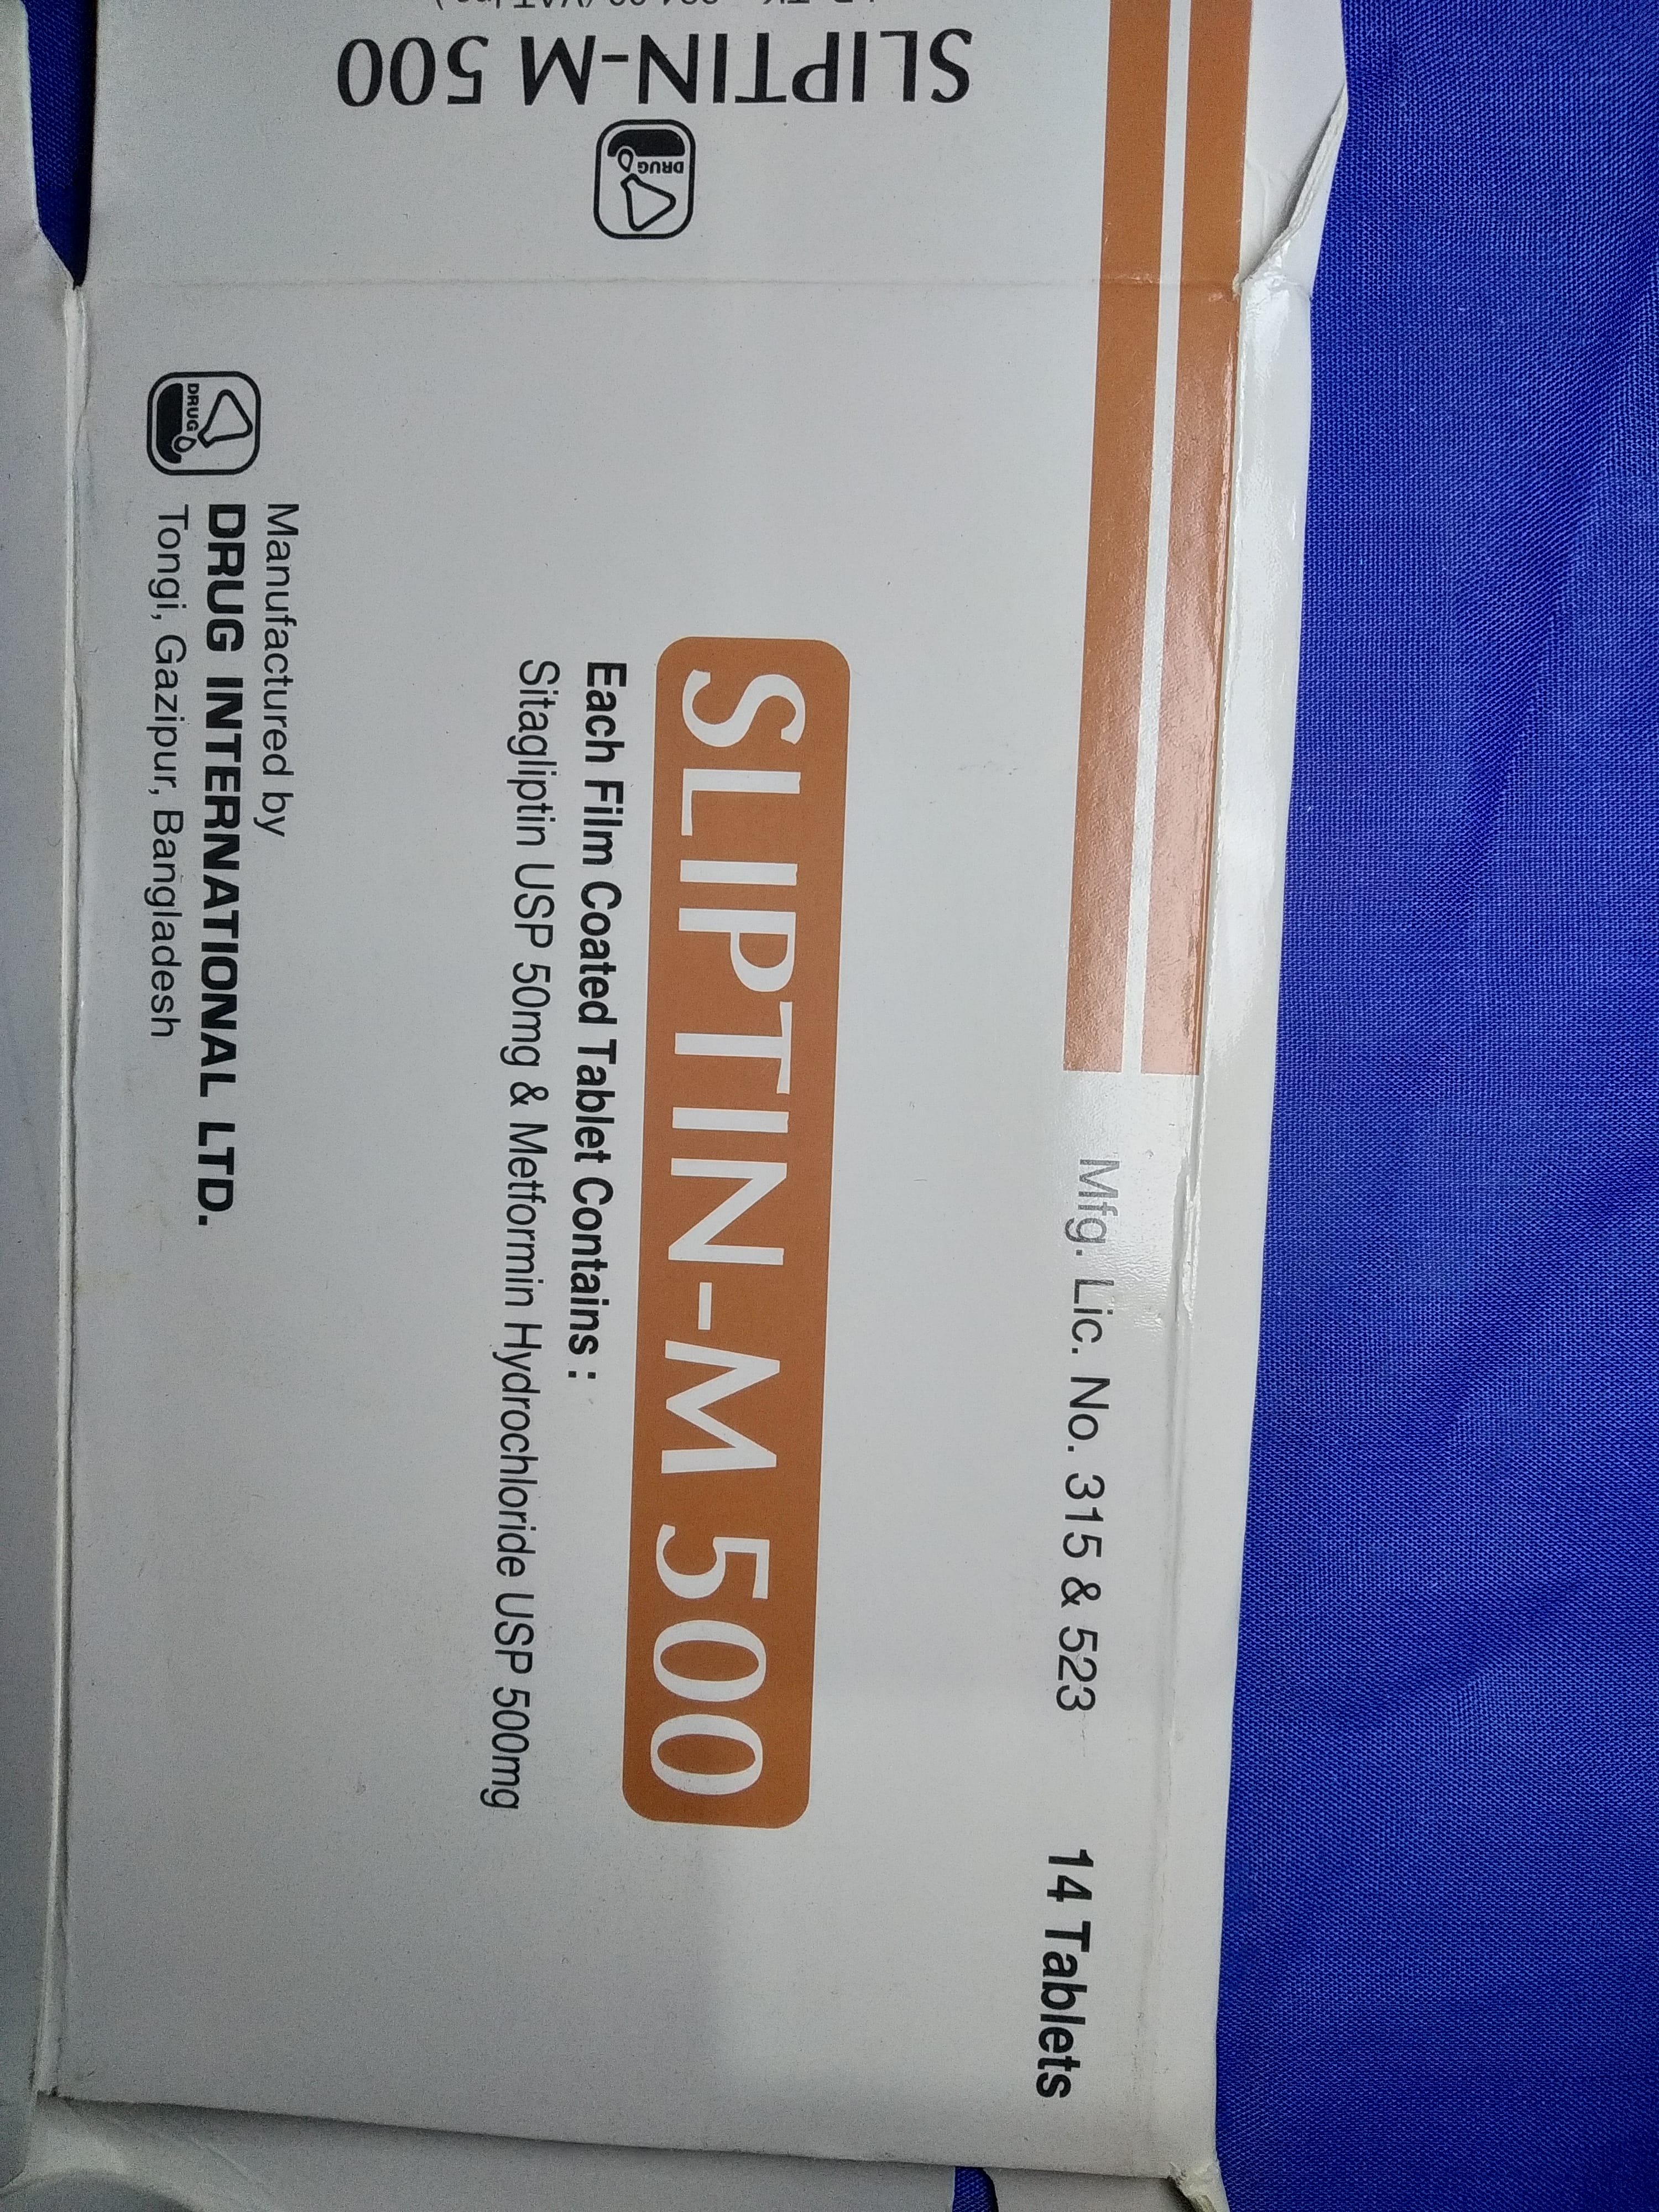 Mfg. Lic. No. 315 & 523
14 Tablets
SLIPTIN-M 500
Each Film Coated Tablet Contains :
Sitagliptin USP 50mg & Metformin Hydrochloride USP 500mg
Manufactured by
DRUG INTERNATIONAL LTD.
Tongi, Gazipur, Bangladesh
DRUG
SLIPTIN-M 500
DRUG